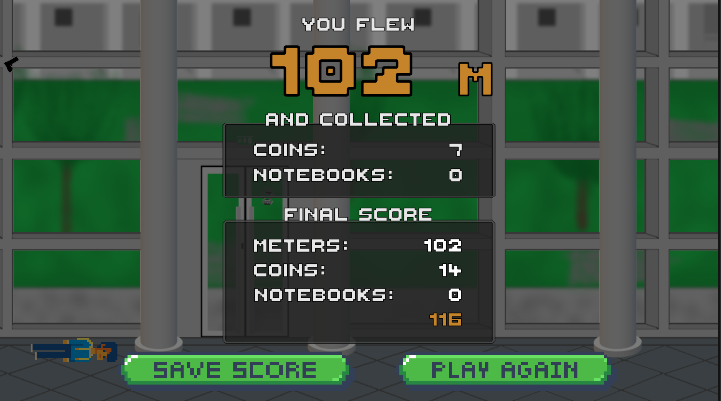 YOU FLEW
102 M
AND COLLECTED
COINS: 7
NOTEBOOKS: 0
FINAL SCORE
METERS: 102
COINS: 14
NOTEBOOKS: 0
116
SAVE SCORE PLAY AGAIN